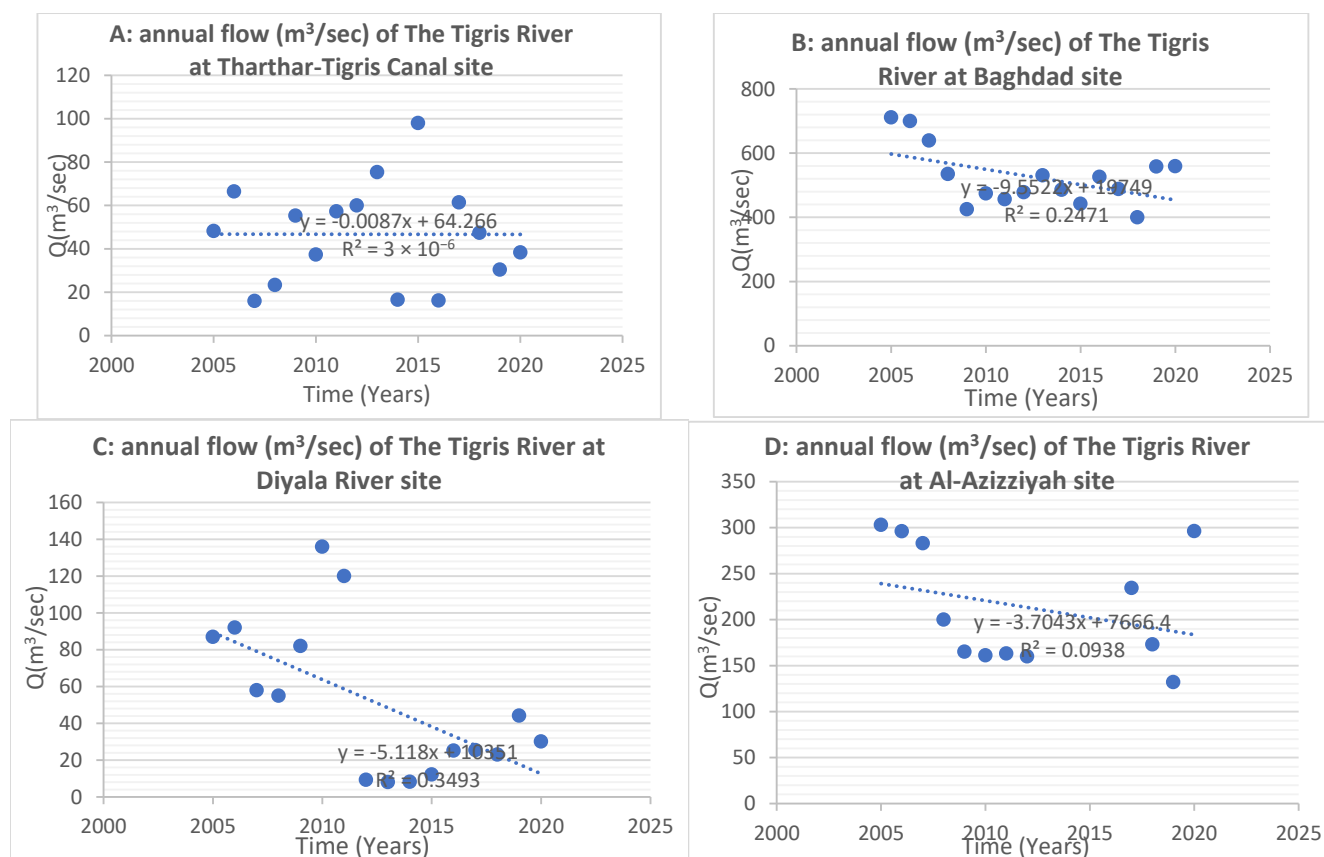 A: annual flow (m³/sec) of The Tigris River
at Tharthar-Tigris Canal site
120
100
80
60
40
20
0
Q(m³/sec)
y = -0.0087x + 64.266
R² = 3 × 10⁻⁶
2000 2005 2010 2015 2020 2025
Time (Years)
B: annual flow (m³/sec) of The Tigris
River at Baghdad site
800
600
400
200
0
Q(m³/sec)
y = -9.5522x + 19749
R² = 0.2471
2000 2005 2010 2015 2020 2025
Time (Years)
C: annual flow (m³/sec) of The Tigris River at
Diyala River site
160
140
120
100
80
60
40
20
0
Q(m³/sec)
y = -5.118x + 10351
R² = 0.3493
2000 2005 2010 2015 2020 2025
Time (Years)
D: annual flow (m³/sec) of The Tigris River
at Al-Azizziyah site
350
300
250
200
150
100
50
0
Q(m³/sec)
y = -3.7043x + 7666.4
R² = 0.0938
2000 2005 2010 2015 2020 2025
Time (Years)